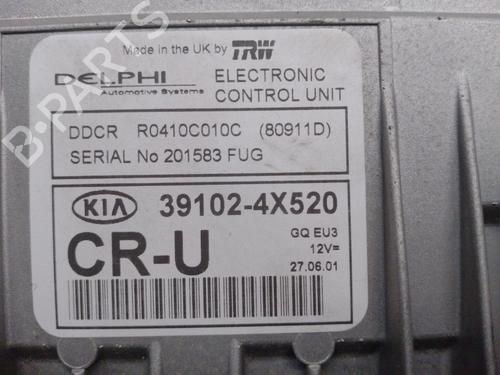 Made in the UK by TRW
DELPHI
Automotive Systems
ELECTRONIC
CONTROL UNIT
DDCR R0410C010C (80911D)
SERIAL No 201583 FUG
KIA 39102-4X520
CR-U
GQ EU3
12V=
27.06.01
B-PARTS